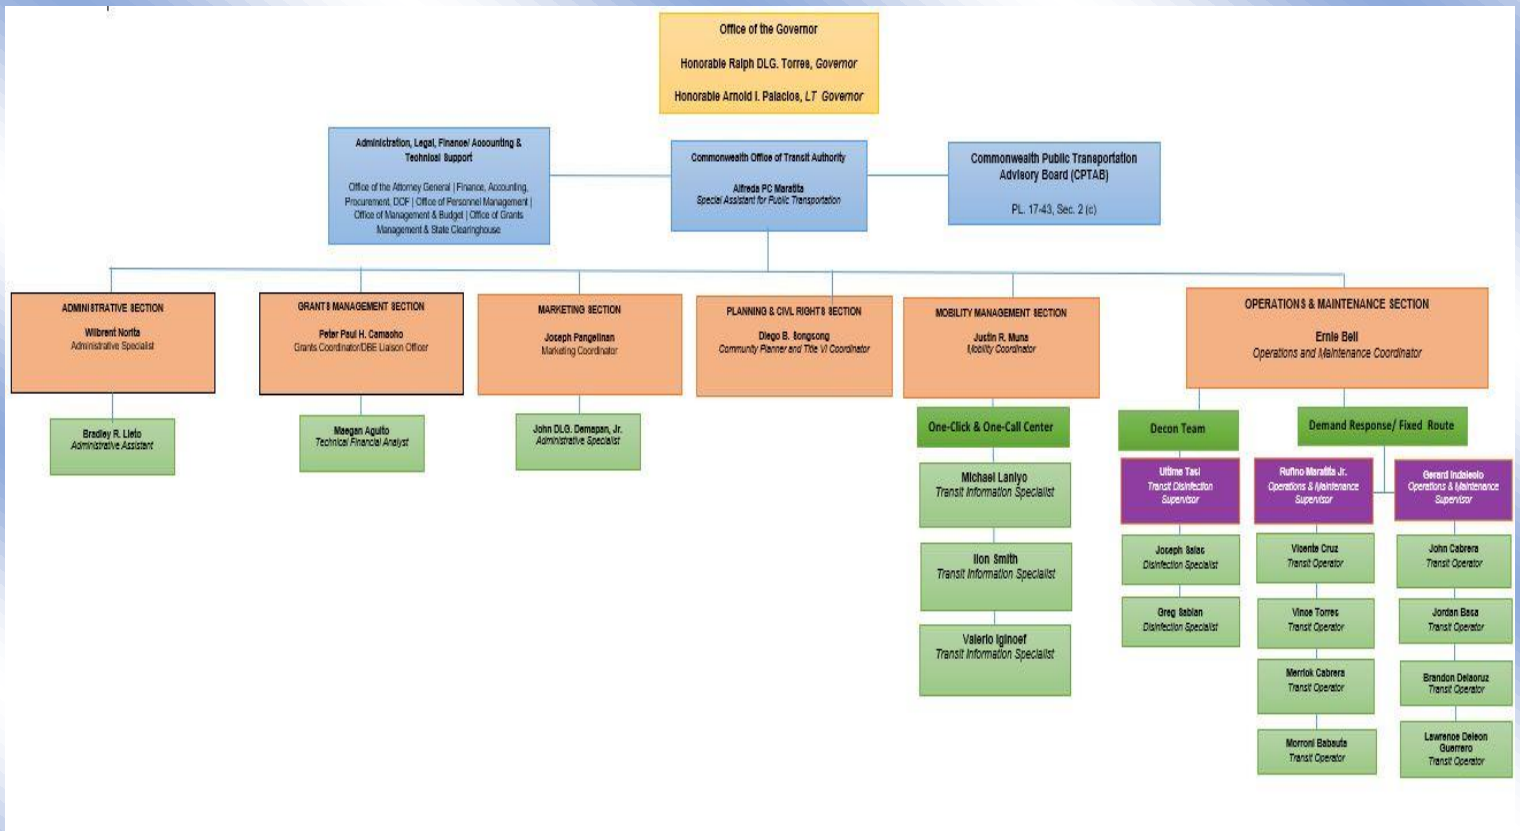 Office of the Governor
Honorable Ralph DLG. Torres, Governor
Honorable Arnold I. Palacios, LT Governor
Administration, Legal, Finance/ Accounting &
Technical Support
Office of the Attorney General | Finance, Accounting,
Procurement, DOF | Office of Personnel Management |
Office of Management & Budget | Office of Grants
Management & State Clearinghouse
Commonwealth Office of Transit Authority
Alfreda PC Maratita
Special Assistant for Public Transportation
Commonwealth Public Transportation
Advisory Board (CPTAB)
PL. 17-43, Sec. 2 (c)
ADMINISTRATIVE SECTION
Wilbrent Norita
Administrative Specialist
GRANTS MANAGEMENT SECTION
Peter Paul H. Camacho
Grants Coordinator/DBE Liaison Officer
MARKETING SECTION
Joseph Pangelinan
Marketing Coordinator
PLANNING & CIVL RIGHTS SECTION
Diego B. Songsong
Community Planner and Title VI Coordinator
MOBILITY MANAGEMENT SECTION
Justin R. Muna
Mobility Coordinator
OPERATIONS & MAINTENANCE SECTION
Ernie Bell
Operations and Maintenance Coordinator
Bradley R. Lieto
Administrative Assistant
Maegan Aguito
Technical Financial Analyst
John DLG. Demapan, Jr.
Administrative Specialist
One-Click & One-Call Center
Michael Laniyo
Transit Information Specialist
Ilon Smith
Transit Information Specialist
Valerio Iginoef
Transit Information Specialist
Decon Team
Ultime Tasi
Transit Disinfection
Supervisor
Joseph Salas
Disinfection Specialist
Greg Sablan
Disinfection Specialist
Demand Response/ Fixed Route
Rufino Maratita Jr.
Operations & Maintenance
Supervisor
Vicente Cruz
Transit Operator
Vince Torres
Transit Operator
Merrick Cabrera
Transit Operator
Morroni Babauta
Transit Operator
Gerard Indalecio
Operations & Maintenance
Supervisor
John Cabrera
Transit Operator
Jordan Basa
Transit Operator
Brandon Delacruz
Transit Operator
Lawrence Deleon
Guerrero
Transit Operator